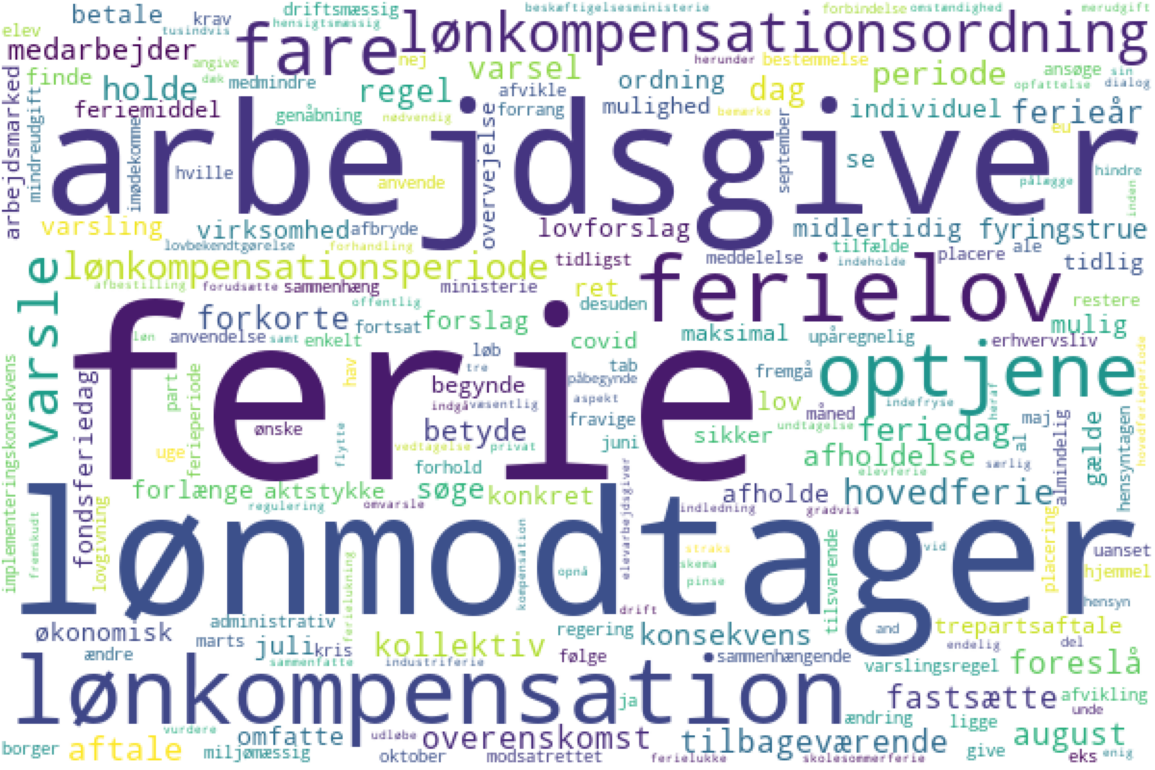 elev
betale
krav
tusindvis
driftsmæssig
hensigtsmæssig
beskæftigelsesministerie
forbindelse
omstændighed
merudgift
medarbejder
angive
fare
nej
lønkompensationsordning
herunder
bestemmelse
finde
dæk
medmindre
varsel
afvikle
ordning
periode
ansøge
sin
opfattelse
dialog
arbejdsmarked
mindreudgift
holde
regel
forrang
mulighed
dag
individuel
ferieår
feriemiddel
genåbning
nødvendig
bemærke
eu
imødekomme
arbejdsgiver
overvejelse
september
hville
anvende
se
hindre
pålægge
inden
varsling
virksomhed
afbryde
lovforslag
midlertidig
fyringstrue
lovbekendtgørelse
forhandling
tilfælde
placere
ale
varsle
lønkompensationsperiode
tidligst
meddelelse
indeholde
tidlig
afbestilling
forudsætte
sammenhæng
ministerie
ret
ferielov
offentlig
desuden
restere
forkorte
fortsat
forslag
maksimal
upåregnelig
mulig
løn
anvendelse
samt
enkelt
covid
erhvervsliv
ferie
løb
tre
tab
fremgå
optjene
hovedferieperiode
implementeringskonsekvens
fondsferiedag
part
ferieperiode
hav
begynde
påbegynde
aspekt
lov
indefryse
heraf
indgå
væsentlig
måned
undtagelse
maj
ønske
flytte
betyde
fravige
feriedag
al
almindelig
gælde
hensyntagen
uge
vedtagelse
privat
juni
sikker
afholdelse
særlig
forhold
elevferie
forlænge
aktstykke
søge
konkret
elevarbejdsgiver
afholde
hovedferie
regulering
omvarsle
indledning
gradvis
fremskudt
lovgivning
lønmodtager
placering
uanset
straks
vid
ferielukning
kompensation
opnå
skema
pinse
tilsvarende
hjemmel
hensyn
administrativ
drift
økonomisk
marts
regering
konsekvens
and
trepartsaftale
ændre
juli
kris
kollektiv
følge
endelig
del
sammenfatte
industriferie
sammenhængende
varslingsregel
foreslå
lønkompensation
ja
fastsætte
afvikling
unde
ændring
vurdere
omfatte
udløbe
overenskomst
tilbageværende
ligge
august
borger
aftale
miljømæssig
oktober
modsatrettet
ferielukke
skolesommerferie
give
eks
enig